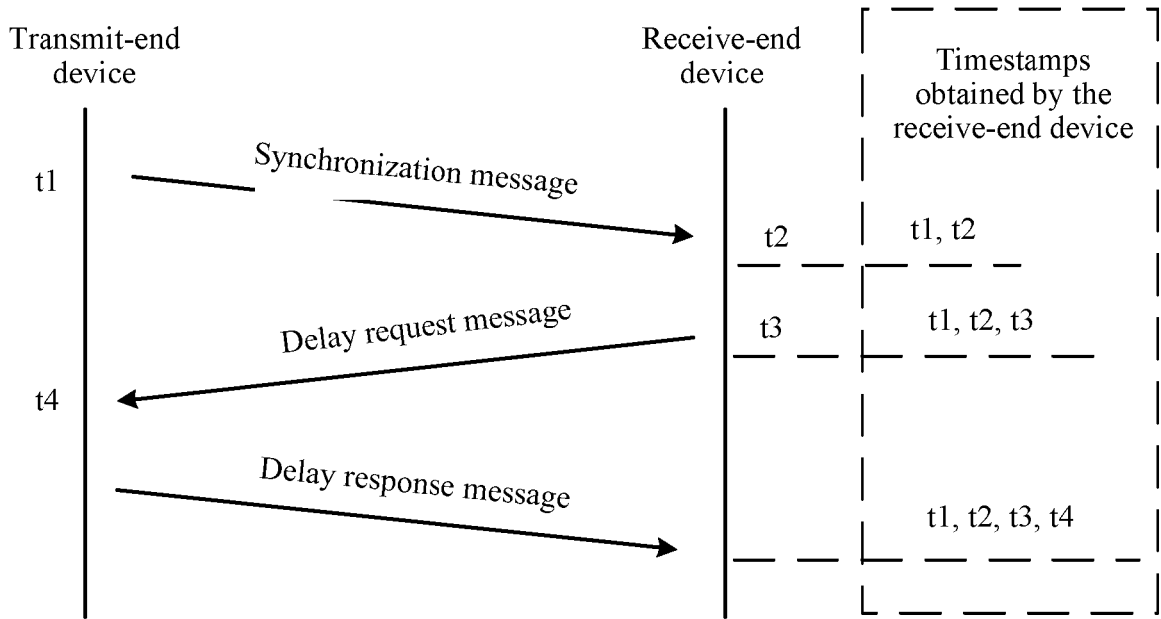 Transmit-end
device
Receive-end
device
Timestamps
obtained by the
receive-end device
t1
Synchronization message
t2
t1, t2
Delay request message
t3
t1, t2, t3
t4
Delay response message
t1, t2, t3, t4